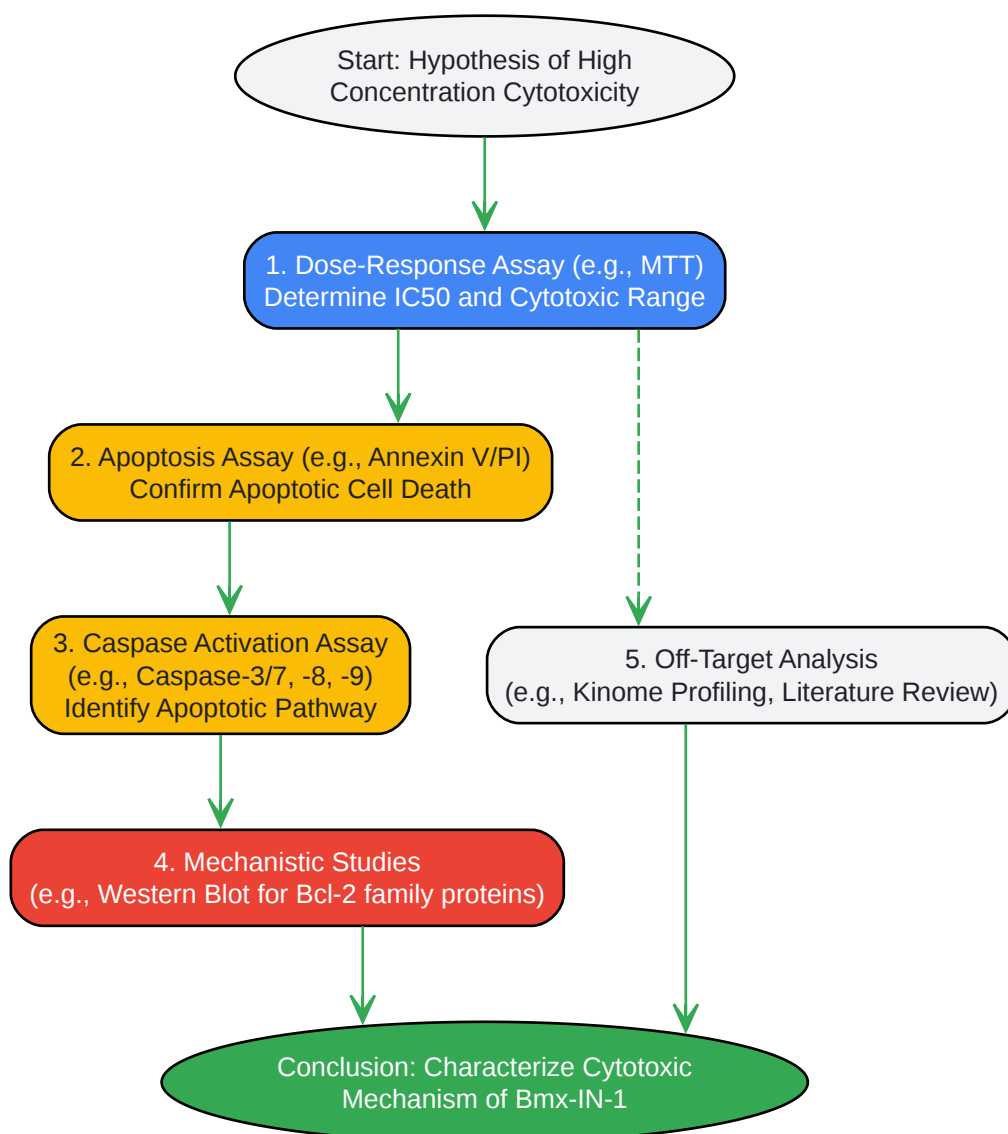 Start: Hypothesis of High
Concentration Cytotoxicity
1. Dose-Response Assay (e.g., MTT)
Determine IC50 and Cytotoxic Range
2. Apoptosis Assay (e.g., Annexin V/PI)
Confirm Apoptotic Cell Death
3. Caspase Activation Assay
(e.g., Caspase-3/7, -8, -9)
Identify Apoptotic Pathway
5. Off-Target Analysis
(e.g., Kinome Profiling, Literature Review)
4. Mechanistic Studies
(e.g., Western Blot for Bcl-2 family proteins)
Conclusion: Characterize Cytotoxic
Mechanism of Bmx-IN-1